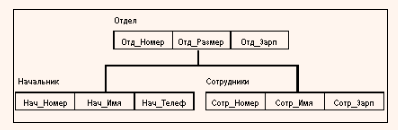 Отдел
Отд_Номер Отд_Размер Отд_Зарп
Начальник Сотрудники
Нач_Номер Нач_Имя Нач_Телеф Сотр_Номер Сотр_Имя Сотр_Зарп